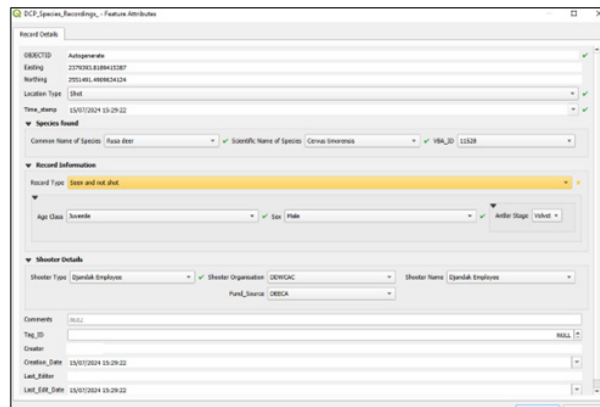 DCP_Species_Recordings_ - Feature Attributes
Record Details
OBJECTID Autogenerate
Easting 2379393.8189415387
Northing 2551491.4909634124
Location Type Shot
Time_stamp 15/07/2024 15:29:22
Species found
Common Name of Species Rusa deer Scientific Name of Species Cervus timorensis VBA_ID 11528
Record Information
Record Type Seen and not shot
Age Class Juvenile Sex Male Antler Stage Velvet
Shooter Details
Shooter Type Djandak Employee Shooter Organisation DDWCAC Shooter Name Djandak Employee
Fund_Source DEECA
Comments NULL
Tag_ID NULL
Creator
Creation_Date 15/07/2024 15:29:22
Last_Editor
Last_Edit_Date 15/07/2024 15:29:22